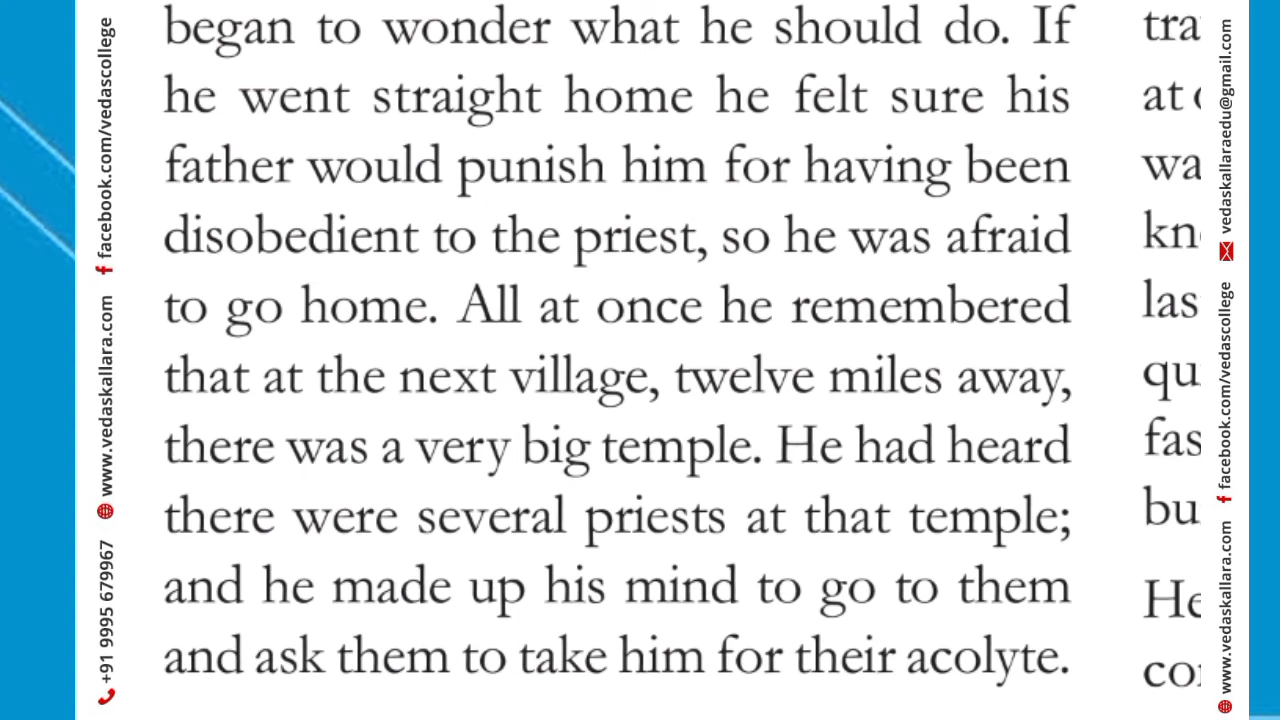 began to wonder what he should do. If
he went straight home he felt sure his
father would punish him for having been
disobedient to the priest, so he was afraid
to go home. All at once he remembered
that at the next village, twelve miles away,
there was a very big temple. He had heard
there were several priests at that temple;
and he made up his mind to go to them
and ask them to take him for their acolyte.
+91 9995 679967 www.vedaskallara.com facebook.com/vedascollege
www.vedaskallara.com facebook.com/vedascollege vedaskallaraedu@gmail.com